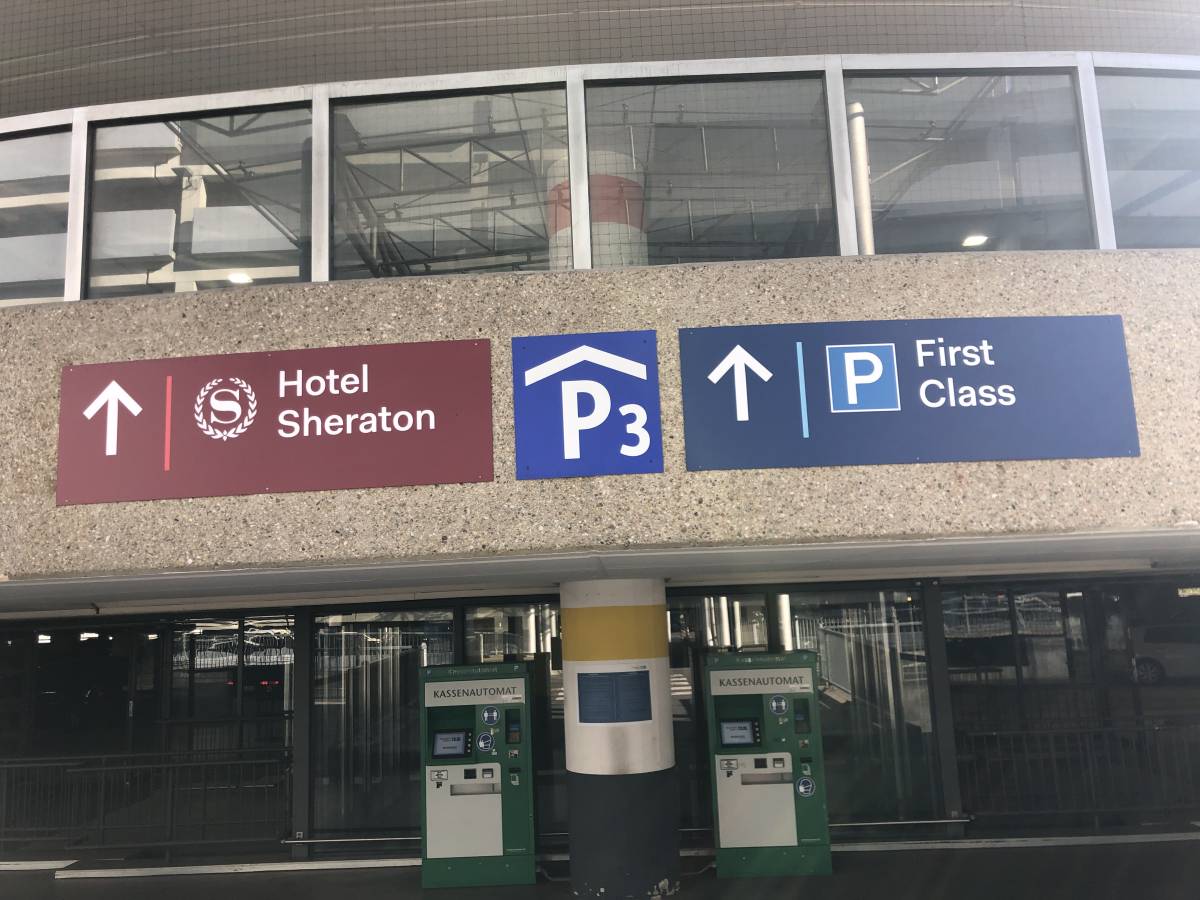 Hotel
Sheraton
S
P3
P
First
Class
KASSENAUTOMAT
KASSENAUTOMAT